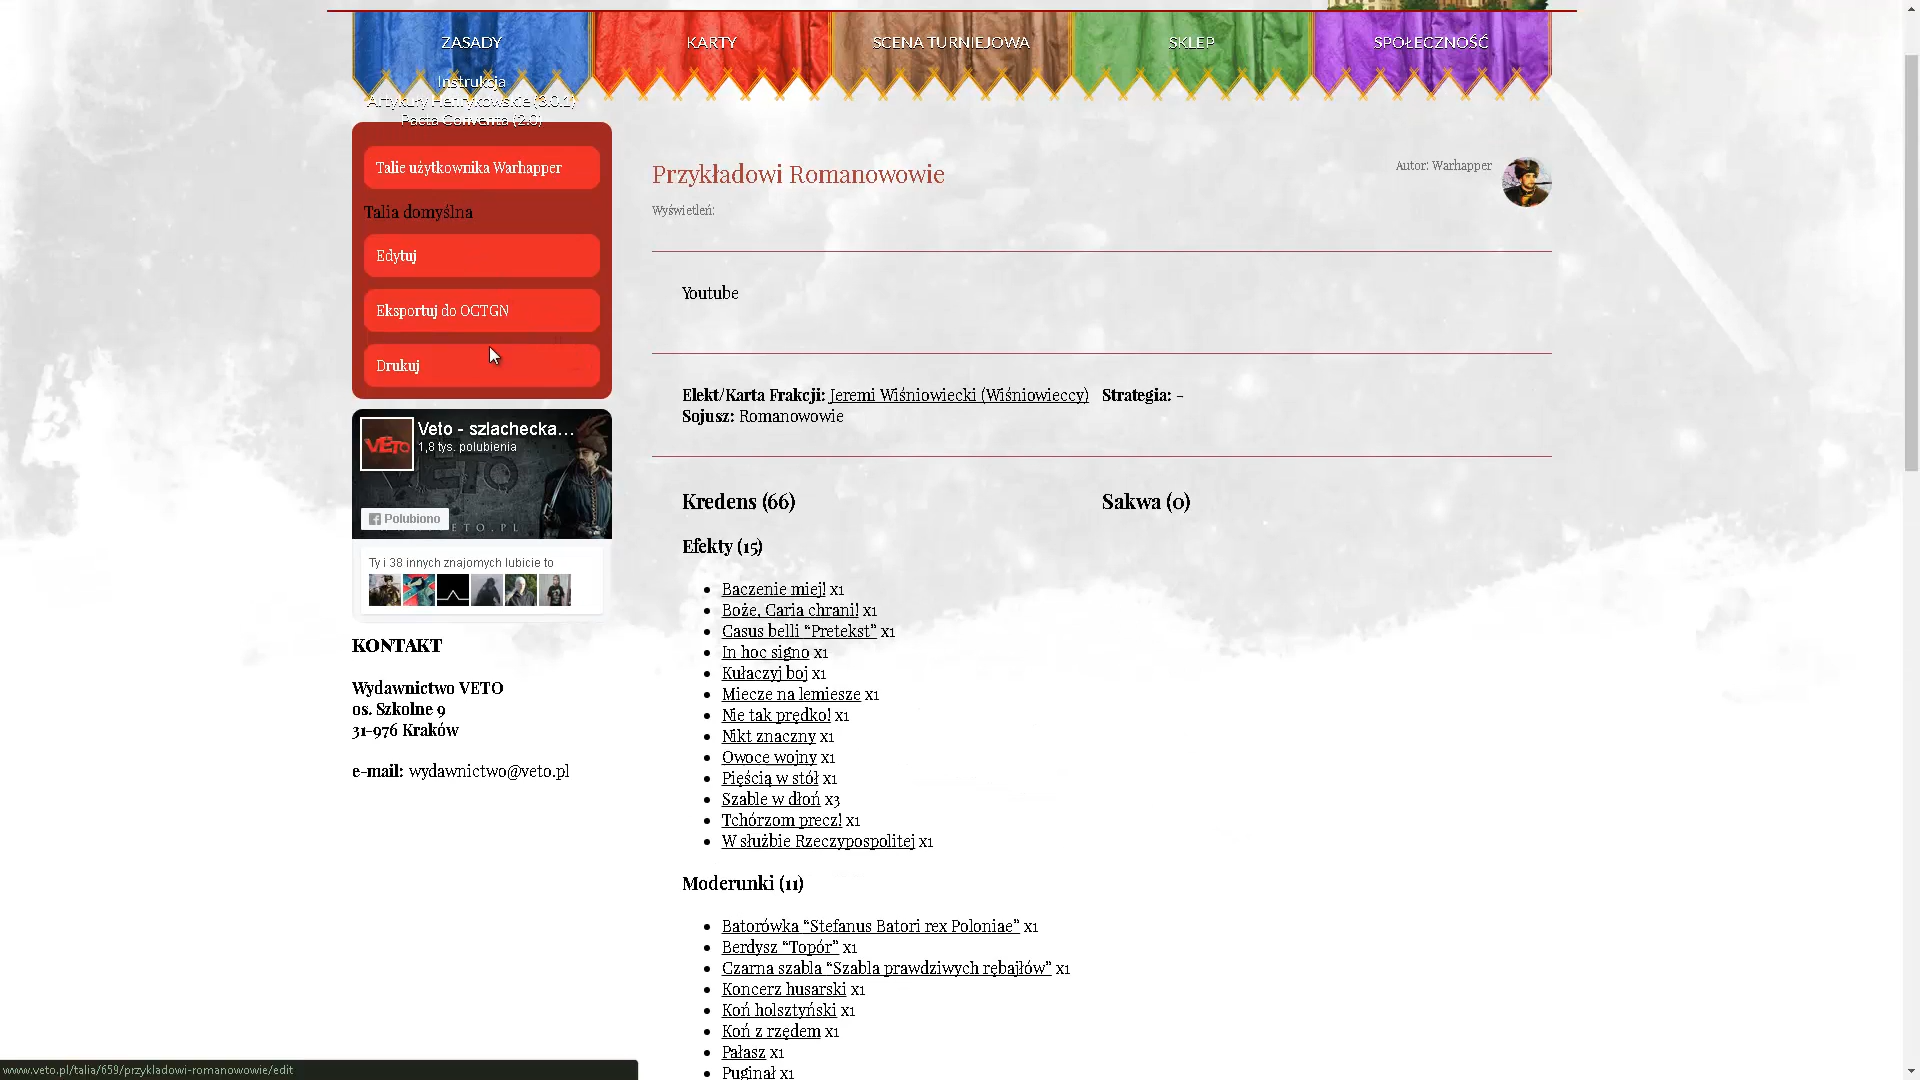 ZASADY
KARTY
SCENA TURNIEJOWA
SKLEP
SPOŁECZNOŚĆ
Instrukcja
Artykuły Henrykowskie (3.0.1)
Pacta Conventa (2.9)
Talie użytkownika Warhapper
Talia domyślna
Edytuj
Eksportuj do OCTGN
Drukuj
Przykładowi Romanowowie
Autor: Warhapper
Wyświetleń:
Youtube
Elekt/Karta Frakcji: Jeremi Wiśniowiecki (Wiśniowieccy)
Strategia: -
Sojusz: Romanowowie
VETO
Veto - szlachecka…
1,8 tys. polubienia
Polubiono
Ty i 38 innych znajomych lubicie to
KONTAKT
Wydawnictwo VETO
os. Szkolne 9
31-976 Kraków
e-mail: wydawnictwo@veto.pl
Kredens (66)
Sakwa (0)
Efekty (15)
Baczenie miej! x1
Boże, Caria chrani! x1
Casus belli “Pretekst” x1
In hoc signo x1
Kułaczyj boj x1
Miecze na lemiesze x1
Nie tak prędko! x1
Nikt znaczny x1
Owoce wojny x1
Pięścią w stół x1
Szable w dłoń x3
Tchórzom precz! x1
W służbie Rzeczypospolitej x1
Moderunki (11)
Batorówka “Stefanus Batori rex Poloniae” x1
Berdysz “Topór” x1
Czarna szabla “Szabla prawdziwych rębajłów” x1
Koncerz husarski x1
Koń holsztyński x1
Koń z rzędem x1
Pałasz x1
Puginał x1
www.veto.pl/talia/659/przykladowi-romanowowie/edit